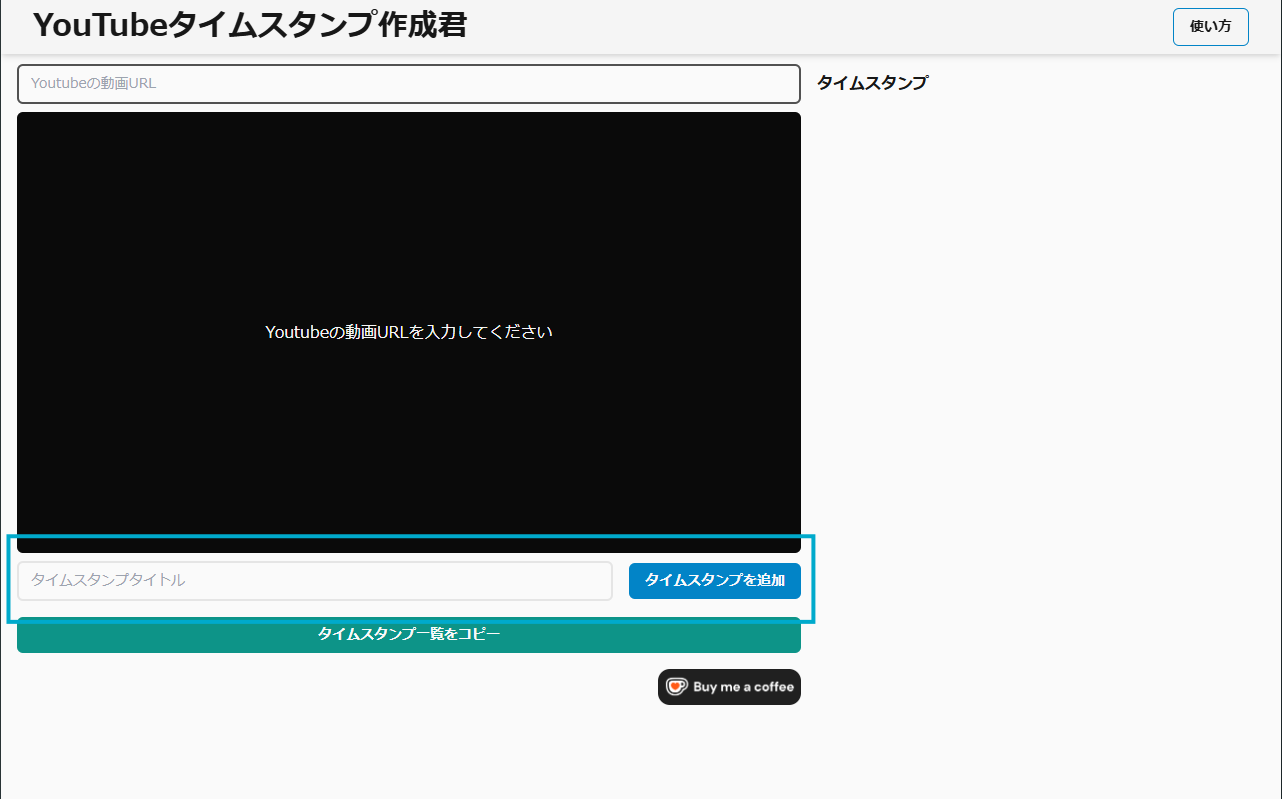 YouTubeタイムスタンプ作成君
使い方
Youtubeの動画URL
タイムスタンプ
Youtubeの動画URLを入力してください
タイムスタンプタイトル
タイムスタンプを追加
タイムスタンプ一覧をコピー
Buy me a coffee